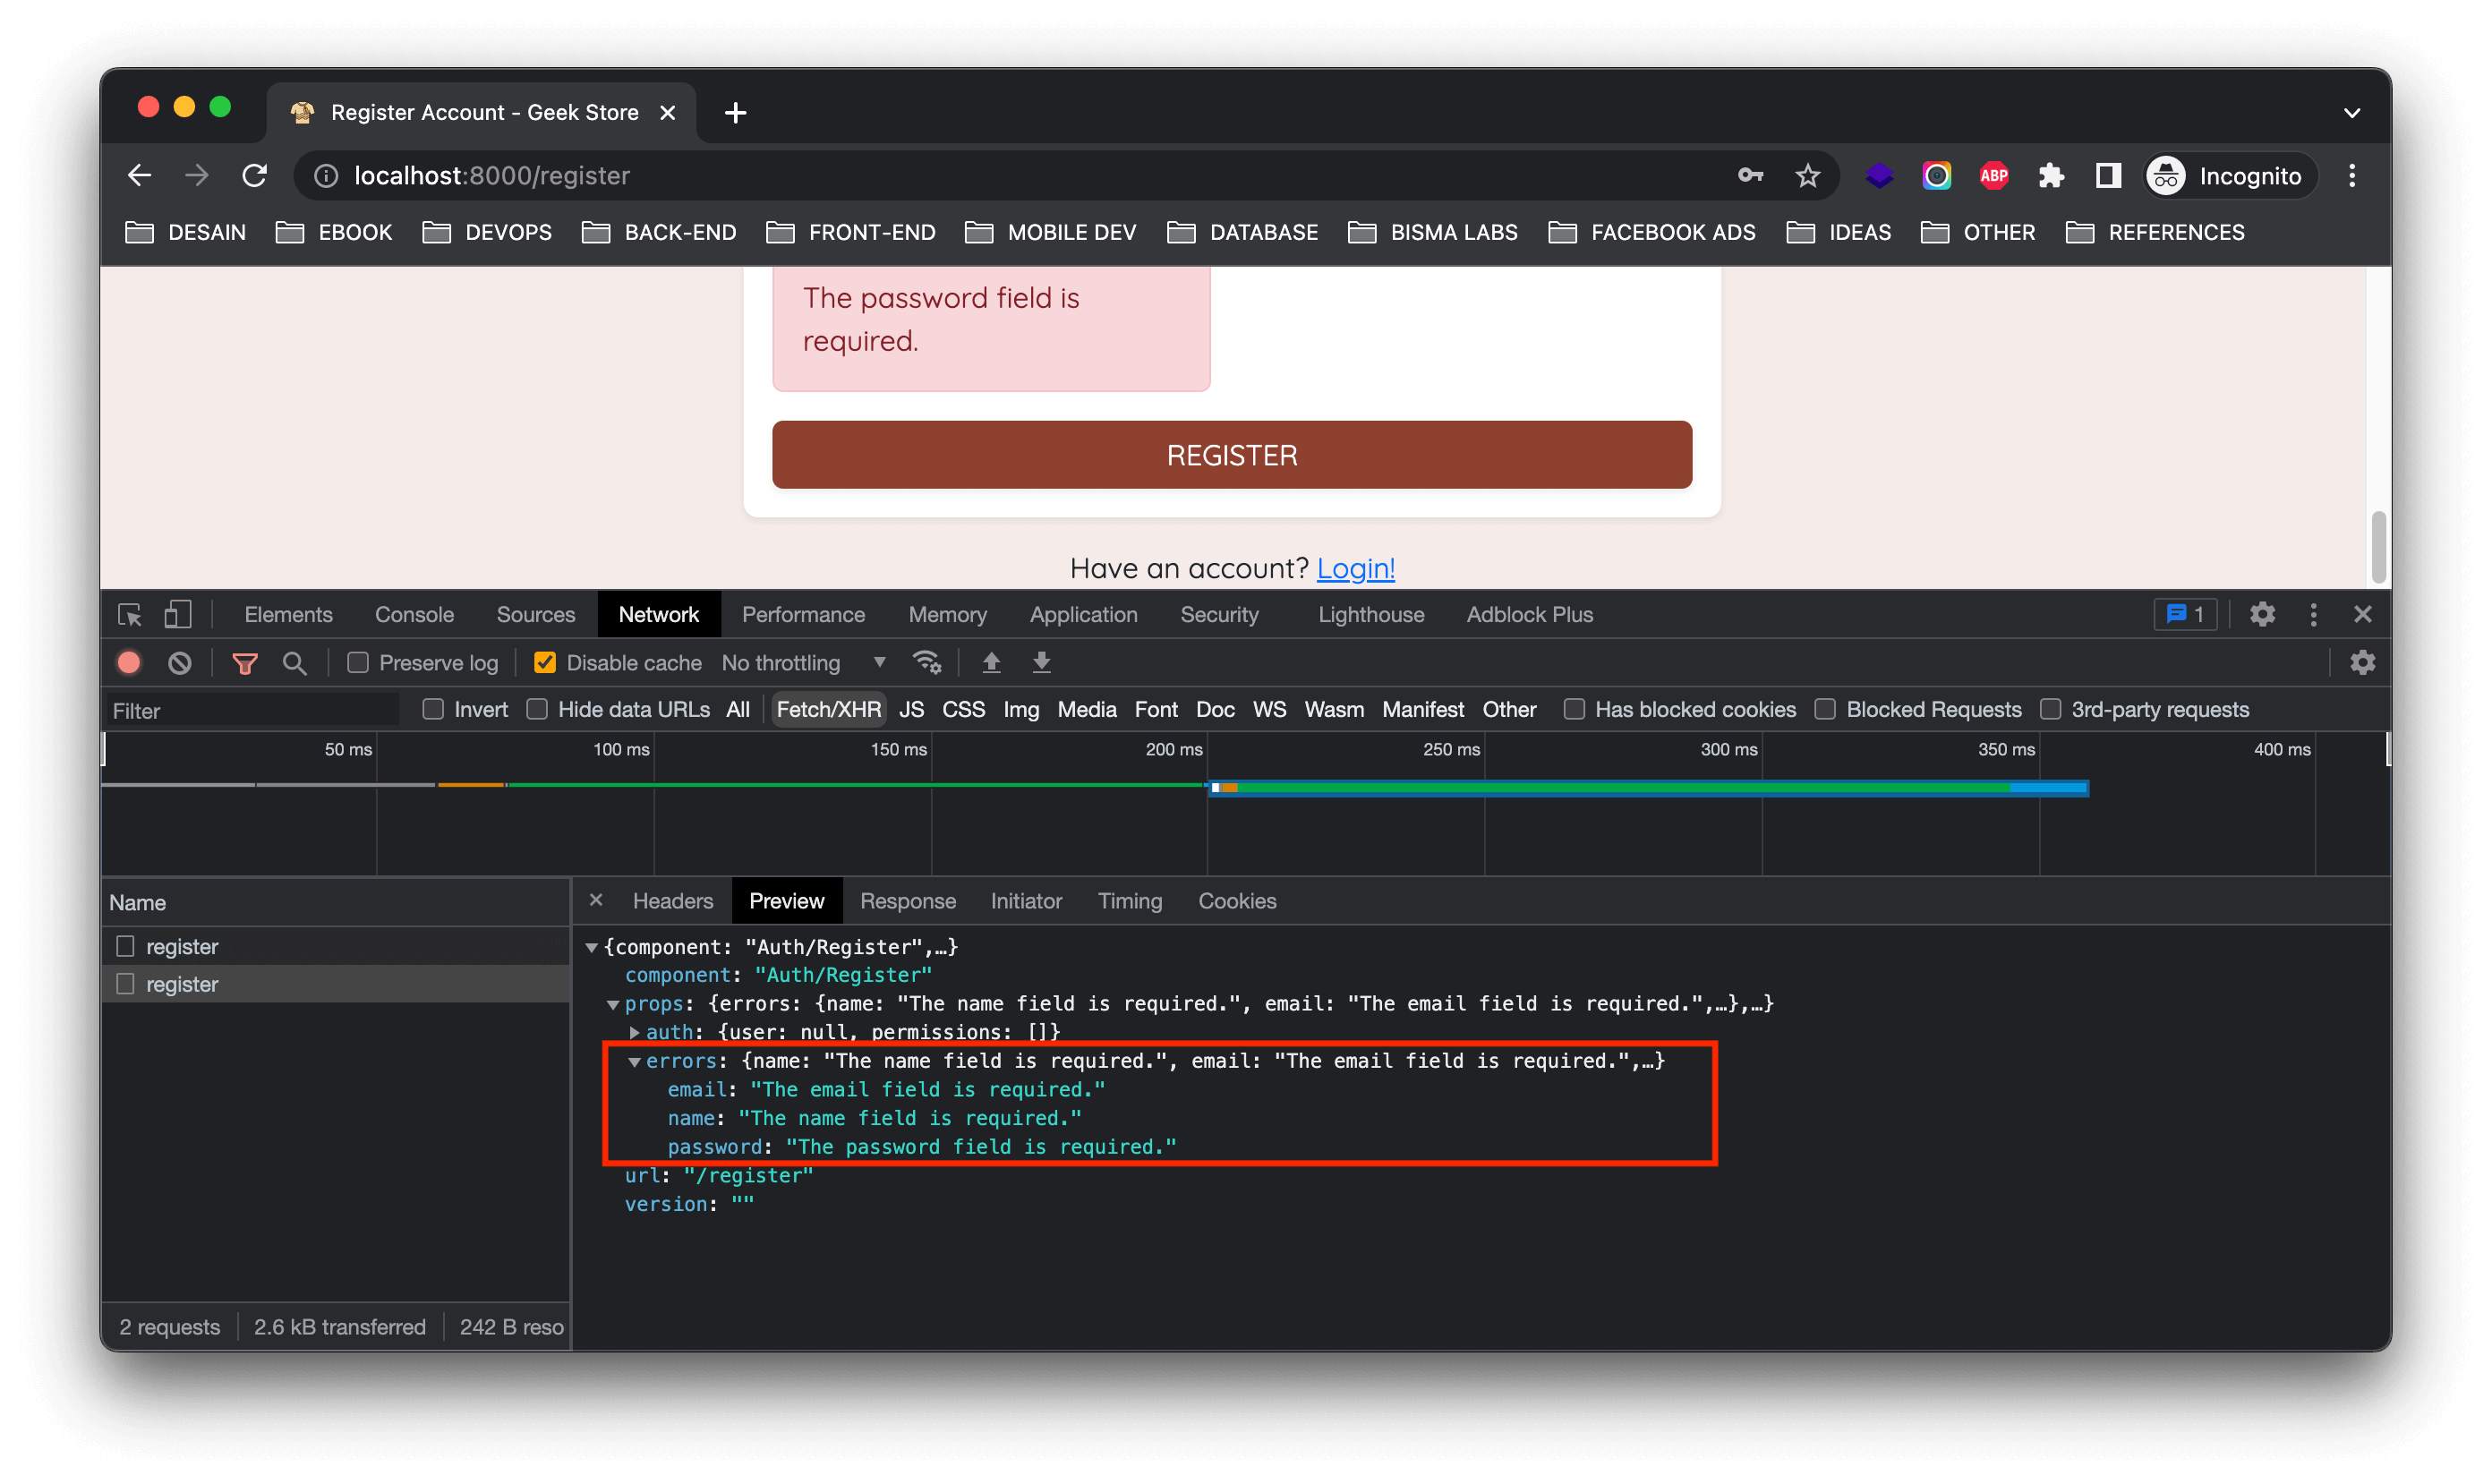 Register Account - Geek Store
localhost:8000/register
ABP
Incognito
DESAIN EBOOK DEVOPS BACK-END FRONT-END MOBILE DEV DATABASE BISMA LABS FACEBOOK ADS IDEAS OTHER REFERENCES
The password field is
required.
REGISTER
Have an account? Login!
Elements Console Sources Network Performance Memory Application Security Lighthouse Adblock Plus 1
Preserve log Disable cache No throttling
Filter Invert Hide data URLs All Fetch/XHR JS CSS Img Media Font Doc WS Wasm Manifest Other Has blocked cookies Blocked Requests 3rd-party requests
50 ms 100 ms 150 ms 200 ms 250 ms 300 ms 350 ms 400 ms
Name
register
register
2 requests 2.6 kB transferred 242 B reso
Headers Preview Response Initiator Timing Cookies
{component: "Auth/Register",…}
component: "Auth/Register"
props: {errors: {name: "The name field is required.", email: "The email field is required.",…},…}
auth: {user: null, permissions: []}
errors: {name: "The name field is required.", email: "The email field is required.",…}
email: "The email field is required."
name: "The name field is required."
password: "The password field is required."
url: "/register"
version: ""